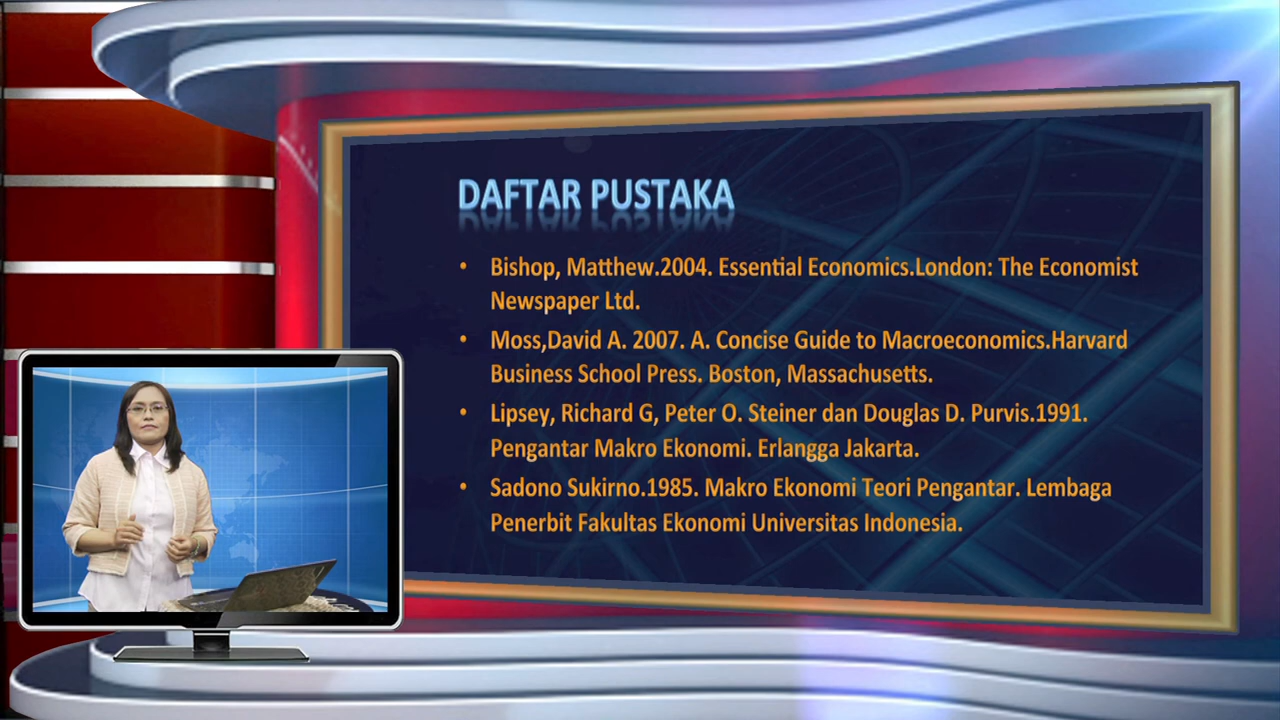 DAFTAR PUSTAKA
• Bishop, Matthew.2004. Essential Economics.London: The Economist
Newspaper Ltd.
• Moss,David A. 2007. A. Concise Guide to Macroeconomics.Harvard
Business School Press. Boston, Massachusetts.
• Lipsey, Richard G, Peter O. Steiner dan Douglas D. Purvis.1991.
Pengantar Makro Ekonomi. Erlangga Jakarta.
• Sadono Sukirno.1985. Makro Ekonomi Teori Pengantar. Lembaga
Penerbit Fakultas Ekonomi Universitas Indonesia.